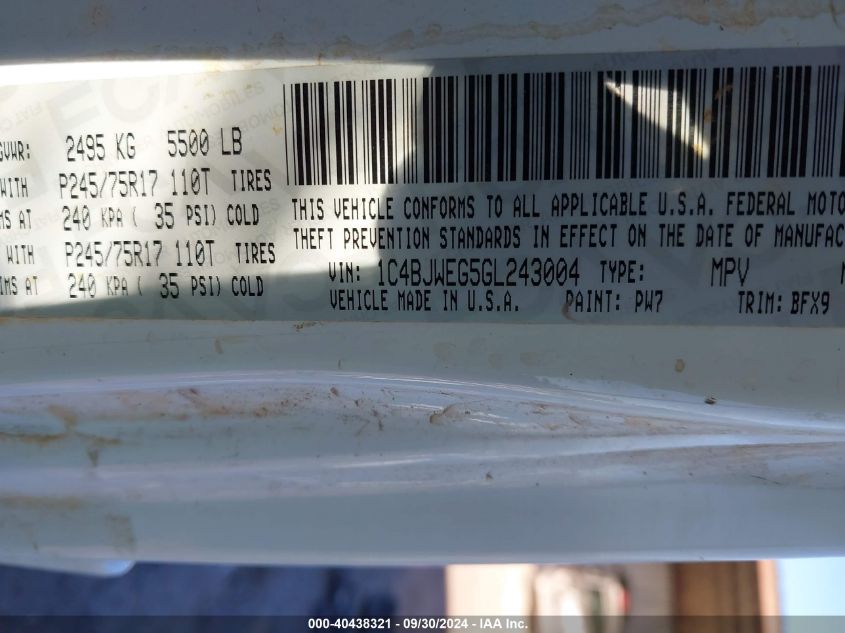 GVWR: 2495 KG 5500 LB
WITH P245/75R17 110T TIRES
IMS AT 240 KPA ( 35 PSI) COLD
WITH P245/75R17 110T TIRES
IMS AT 240 KPA ( 35 PSI) COLD
THIS VEHICLE CONFORMS TO ALL APPLICABLE U.S.A. FEDERAL MOTO
THEFT PREVENTION STANDARDS IN EFFECT ON THE DATE OF MANUFAC
VIN: 1C4BJWEG5GL243004 TYPE: MPV
VEHICLE MADE IN U.S.A. PAINT: PW7 TRIM: BFX9
000-40438321 - 09/30/2024 - IAA Inc.